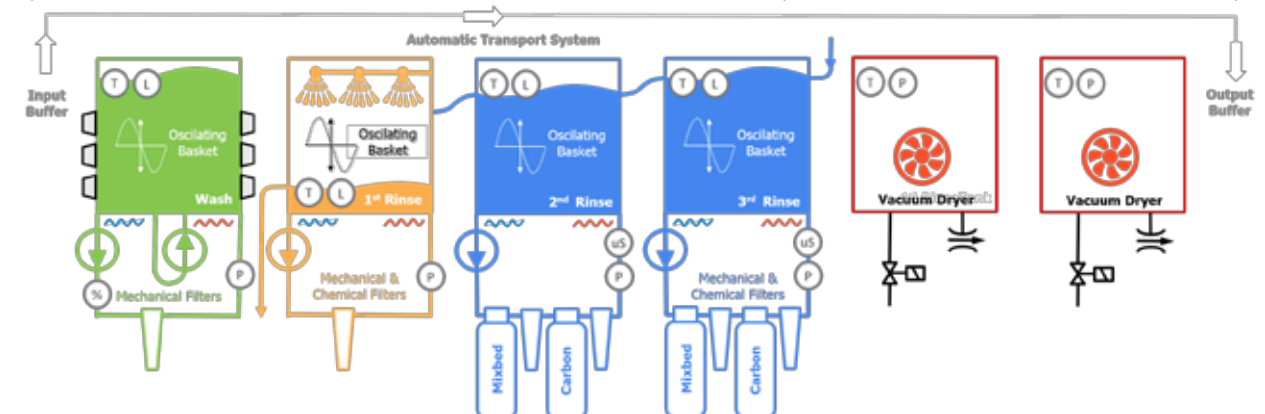 Automatic Transport System
Input
Buffer
Output
Buffer
T
L
Oscilating
Basket
Wash
%
P
Mechanical Filters
Oscilating
Basket
T
L
1st Rinse
P
Mechanical &
Chemical Filters
T
L
Oscilating
Basket
2nd Rinse
uS
P
Mixbed
Carbon
T
L
Oscilating
Basket
3rd Rinse
uS
P
Mechanical &
Chemical Filters
Mixbed
Carbon
T
P
Vacuum Dryer
T
P
Vacuum Dryer